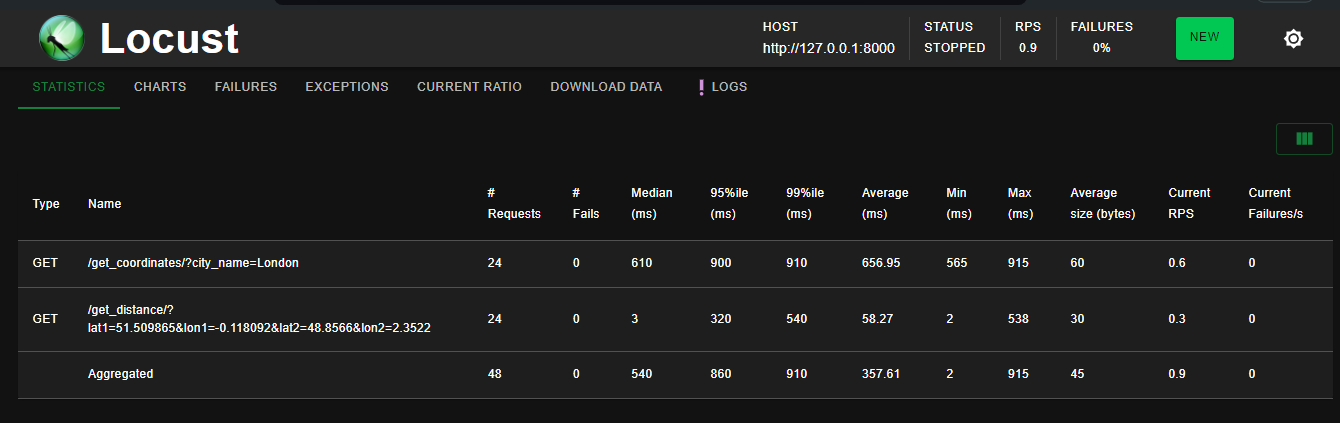 Locust
HOST
http://127.0.0.1:8000
STATUS
STOPPED
RPS
0.9
FAILURES
0%
NEW
STATISTICS CHARTS FAILURES EXCEPTIONS CURRENT RATIO DOWNLOAD DATA LOGS
Type Name # Requests # Fails Median (ms) 95%ile (ms) 99%ile (ms) Average (ms) Min (ms) Max (ms) Average size (bytes) Current RPS Current Failures/s
GET /get_coordinates/?city_name=London 24 0 610 900 910 656.95 565 915 60 0.6 0
GET /get_distance/?
lat1=51.509865&lon1=-0.118092&lat2=48.8566&lon2=2.3522 24 0 3 320 540 58.27 2 538 30 0.3 0
Aggregated 48 0 540 860 910 357.61 2 915 45 0.9 0